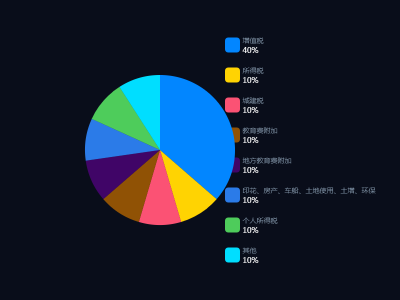 增值税
40%
所得税
10%
城建税
10%
教育费附加
10%
地方教育费附加
10%
印花、房产、车船、土地使用、土增、环保
10%
个人所得税
10%
其他
10%